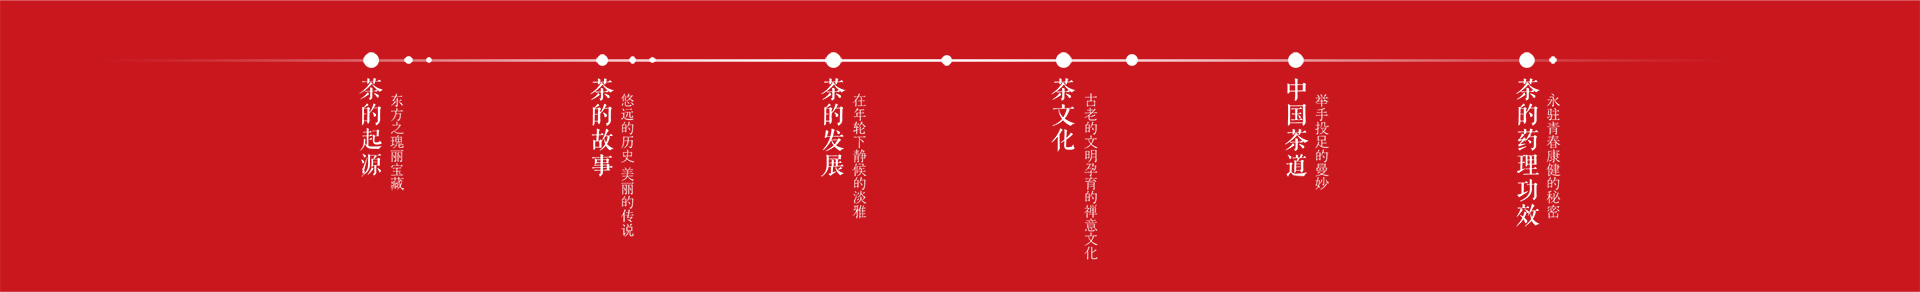 茶的起源
东方之瑰丽宝藏
茶的故事
悠远的历史 美丽的传说
茶的发展
在年轮下静候的淡雅
茶文化
古老的文明孕育的禅意文化
中国茶道
举手投足的曼妙
茶的药理功效
永驻青春康健的秘密